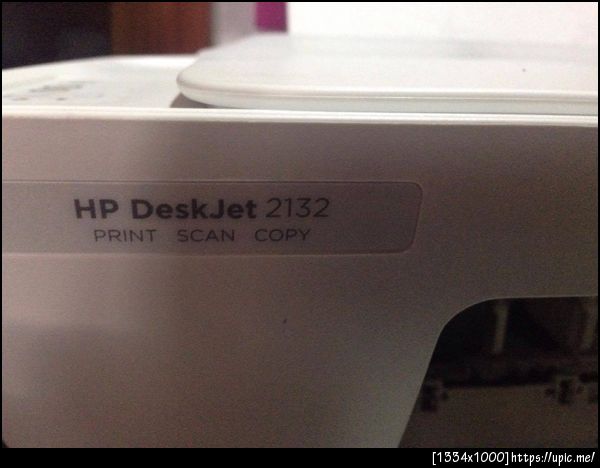 HP DeskJet 2132
PRINT SCAN COPY
[1334x1000]https://upic.me/